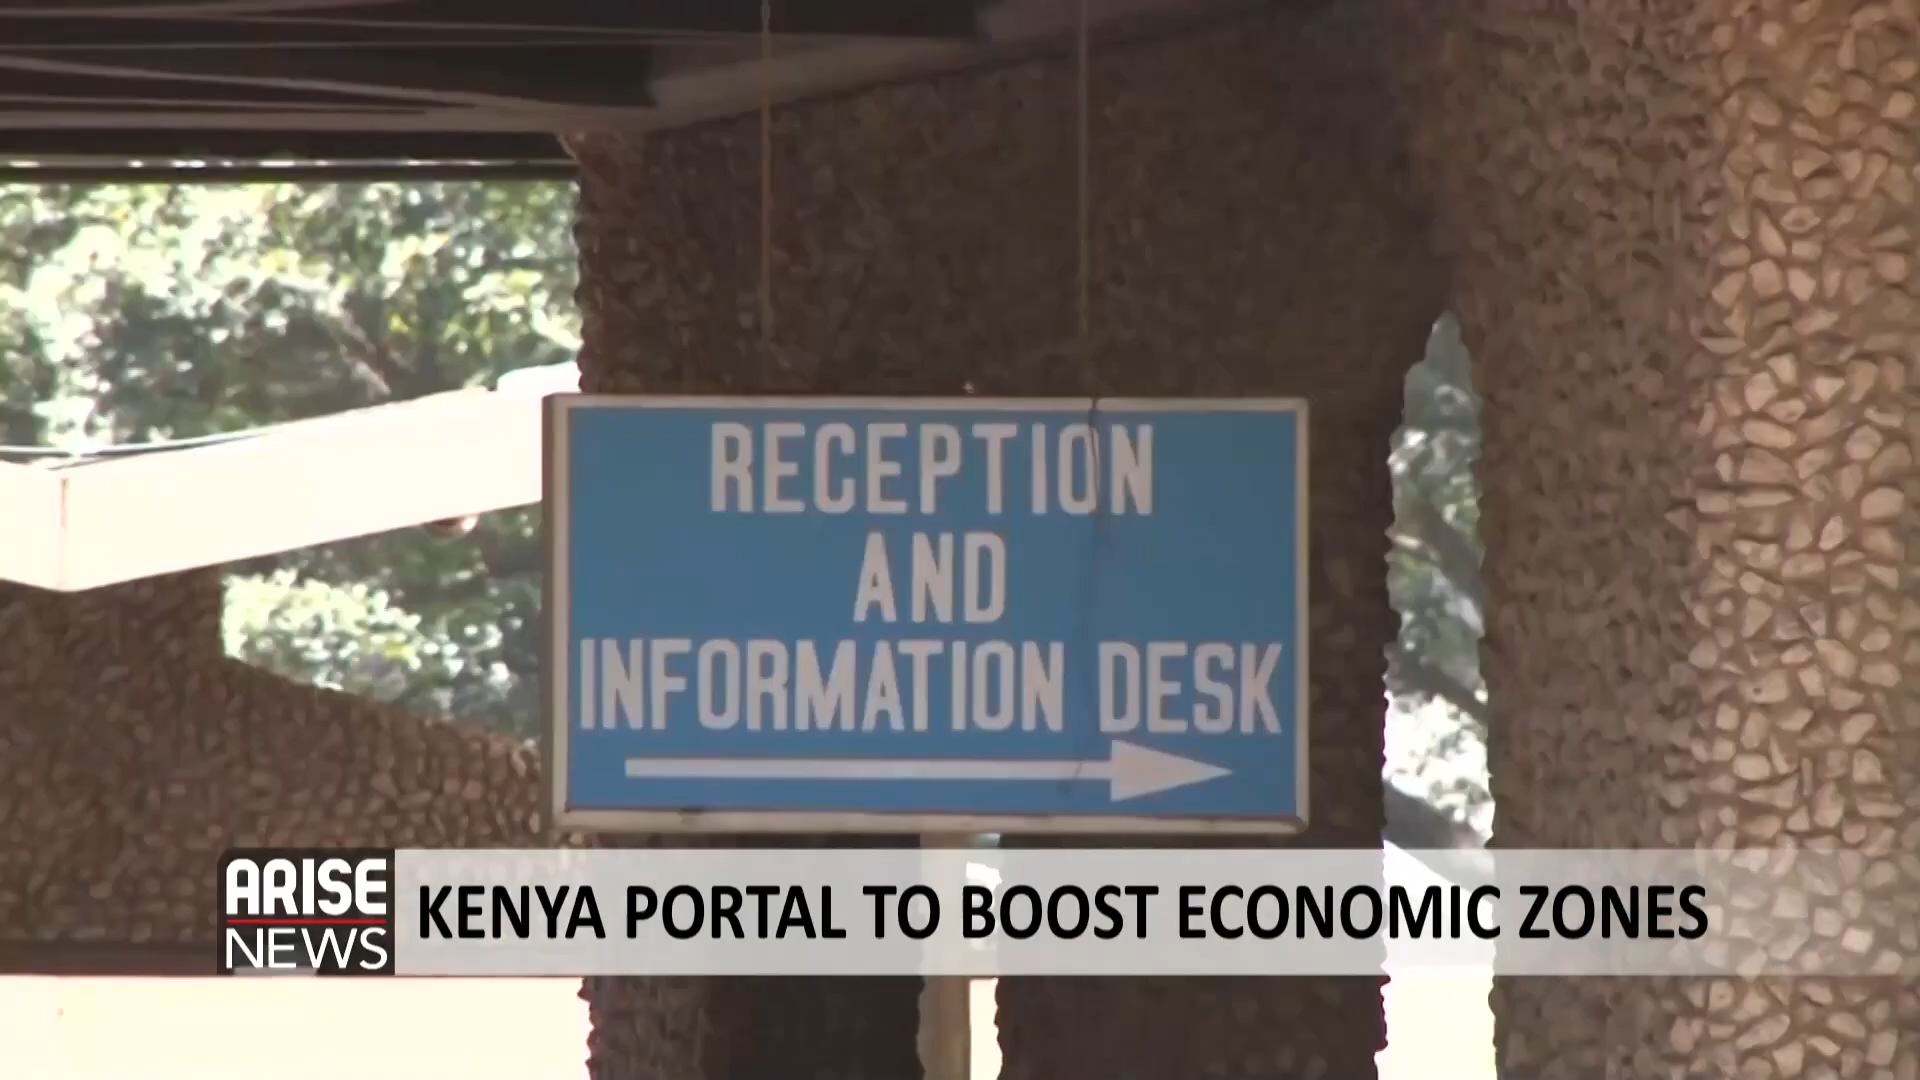 RECEPTION
AND
INFORMATION DESK
ARISE
NEWS
KENYA PORTAL TO BOOST ECONOMIC ZONES